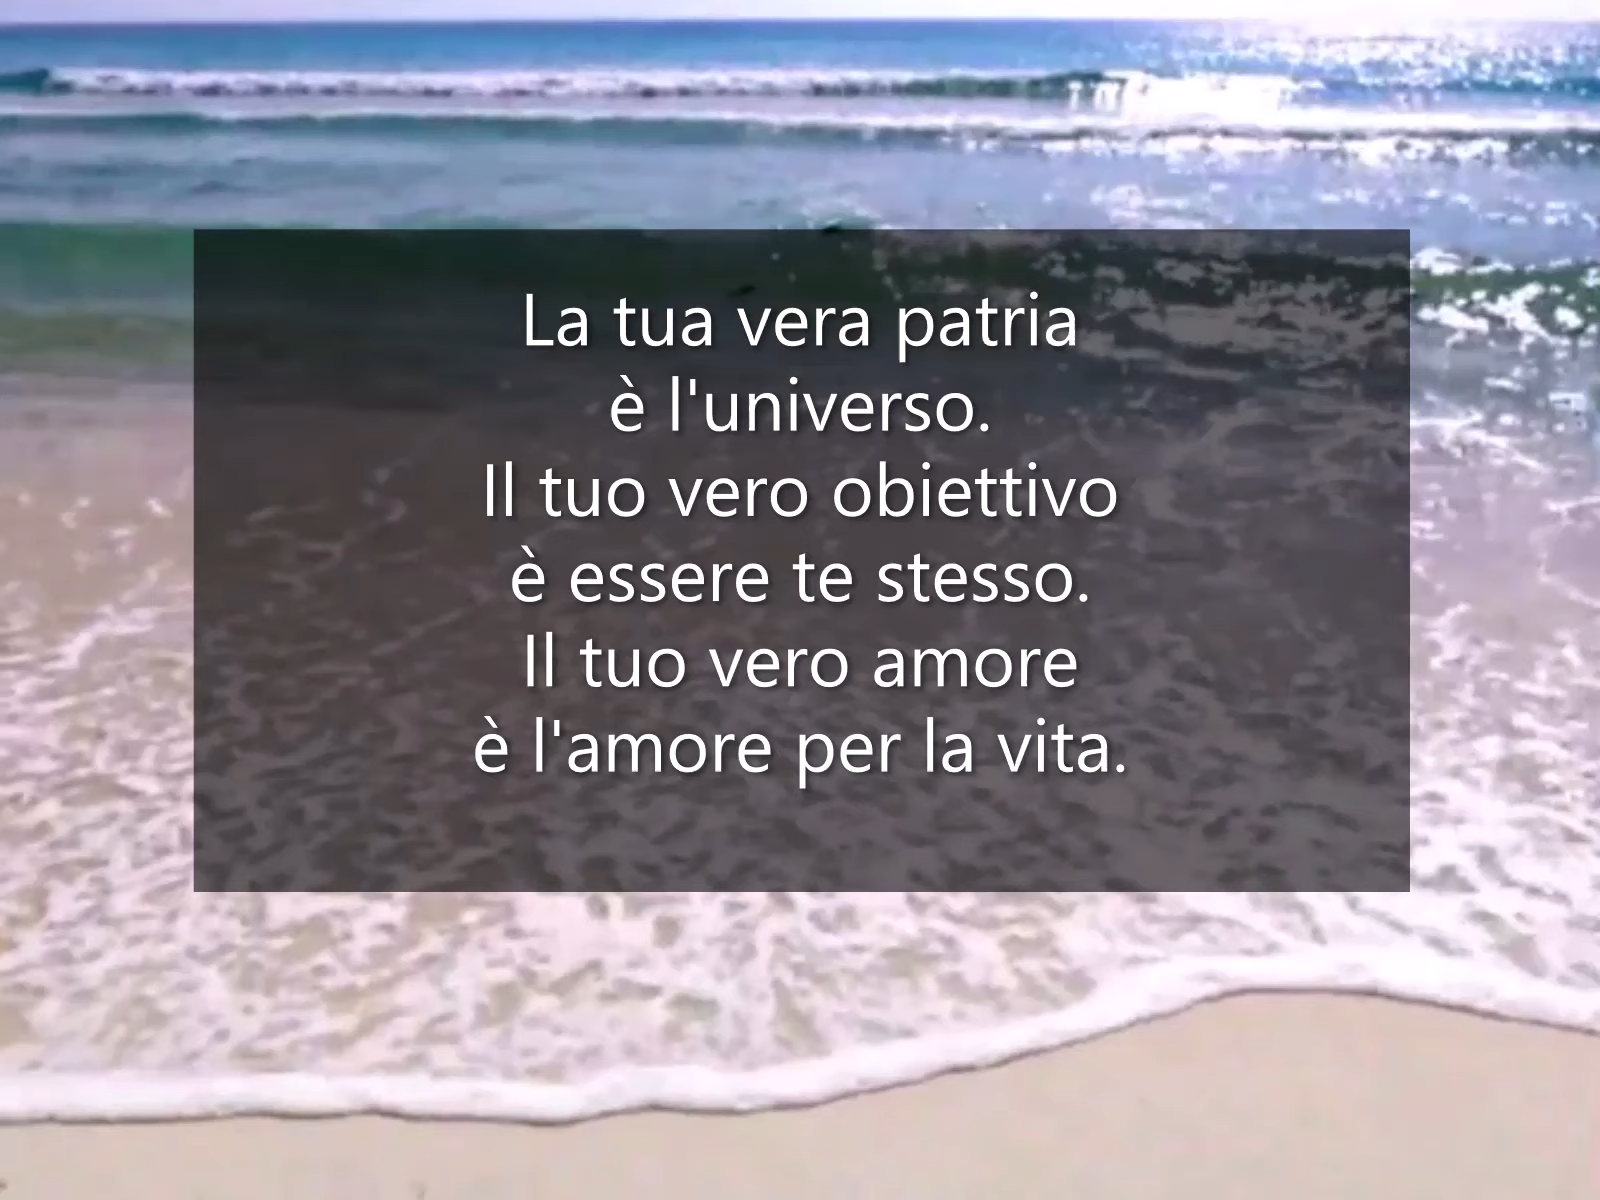 La tua vera patria
è l'universo.
Il tuo vero obiettivo
è essere te stesso.
Il tuo vero amore
è l'amore per la vita.